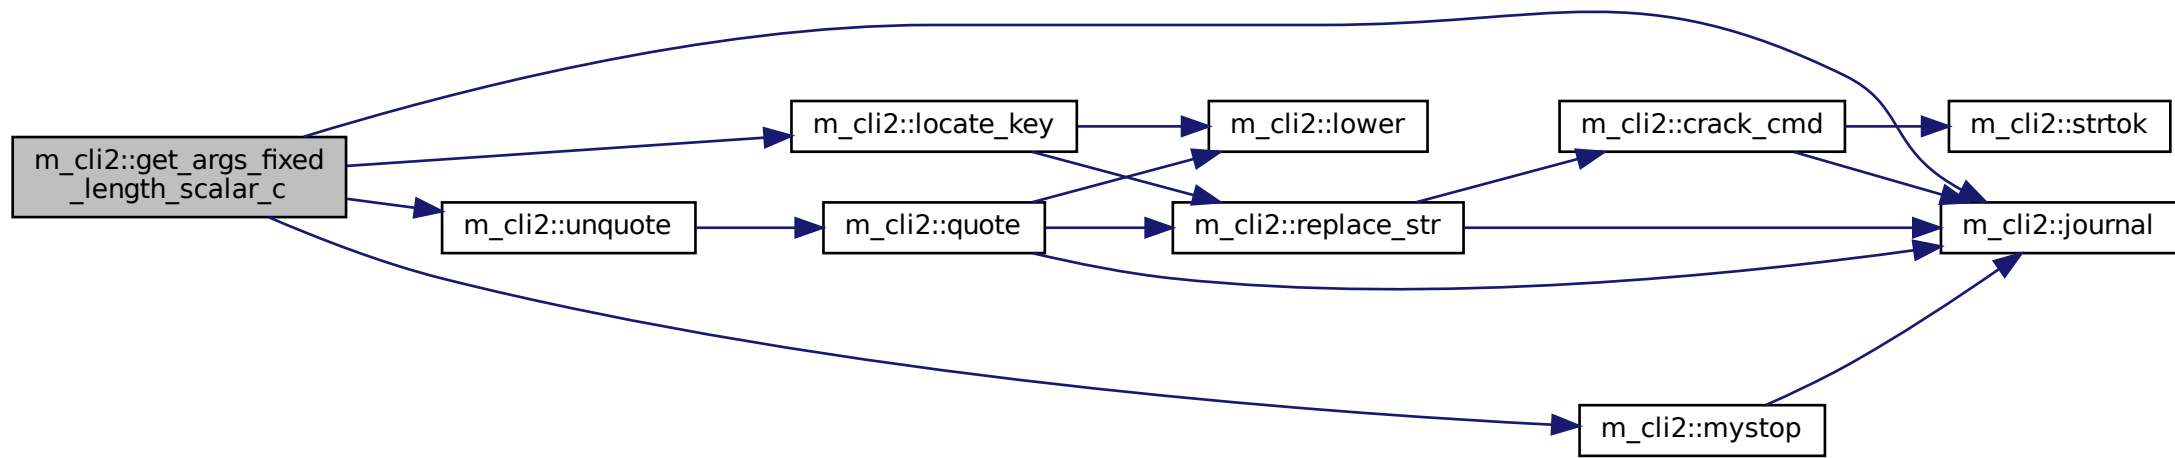 m_cli2::get_args_fixed
_length_scalar_c
m_cli2::locate_key
m_cli2::lower
m_cli2::crack_cmd
m_cli2::strtok
m_cli2::unquote
m_cli2::quote
m_cli2::replace_str
m_cli2::journal
m_cli2::mystop